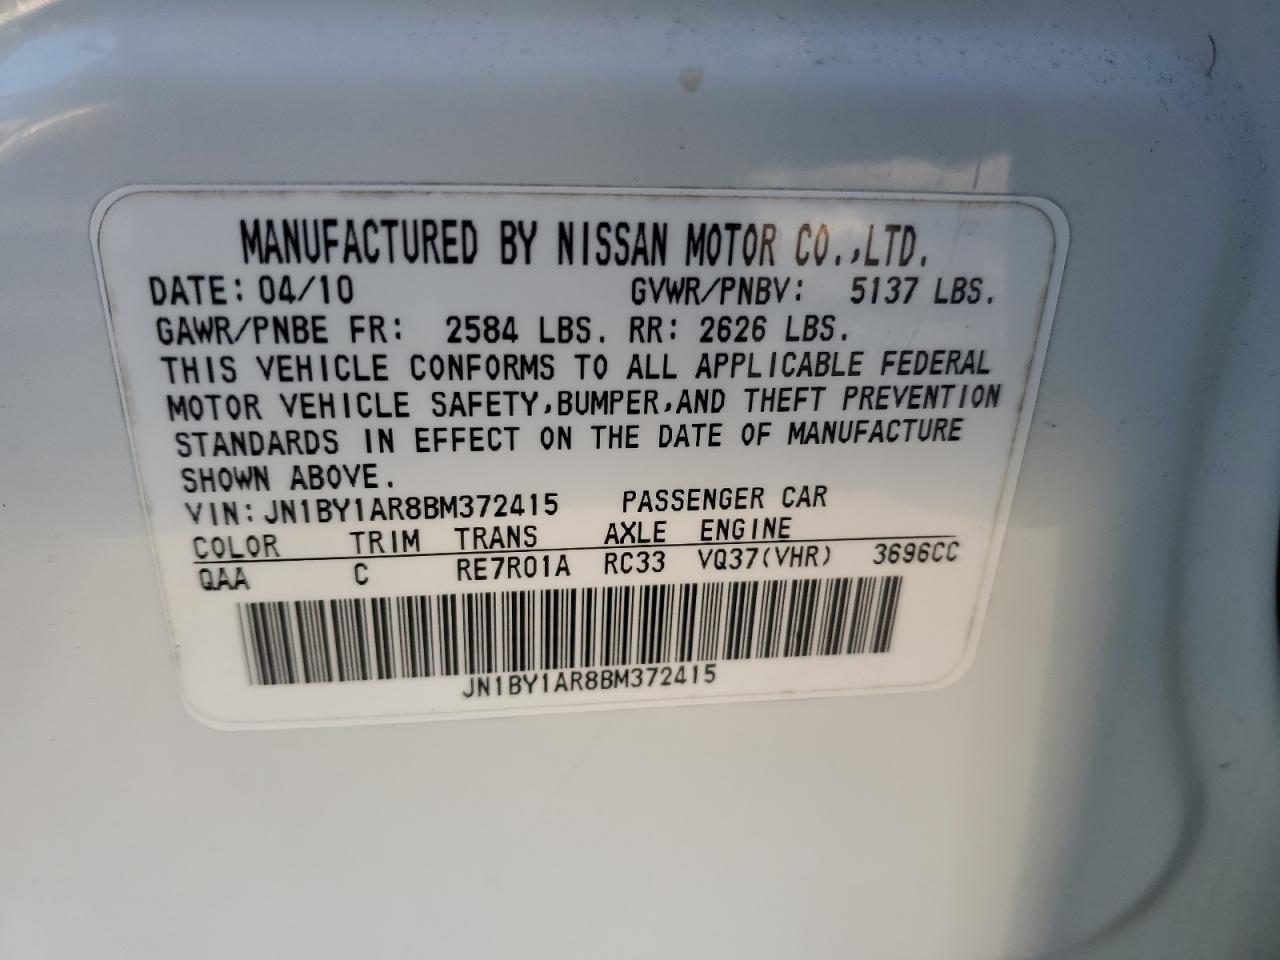 MANUFACTURED BY NISSAN MOTOR CO.,LTD.
DATE: 04/10 GVWR/PNBV: 5137 LBS.
GAWR/PNBE FR: 2584 LBS. RR: 2626 LBS.
THIS VEHICLE CONFORMS TO ALL APPLICABLE FEDERAL
MOTOR VEHICLE SAFETY,BUMPER,AND THEFT PREVENTION
STANDARDS IN EFFECT ON THE DATE OF MANUFACTURE
SHOWN ABOVE.
VIN: JN1BY1AR8BM372415 PASSENGER CAR
COLOR TRIM TRANS AXLE ENGINE
QAA C RE7R01A RC33 VQ37(VHR) 3696CC
JN1BY1AR8BM372415